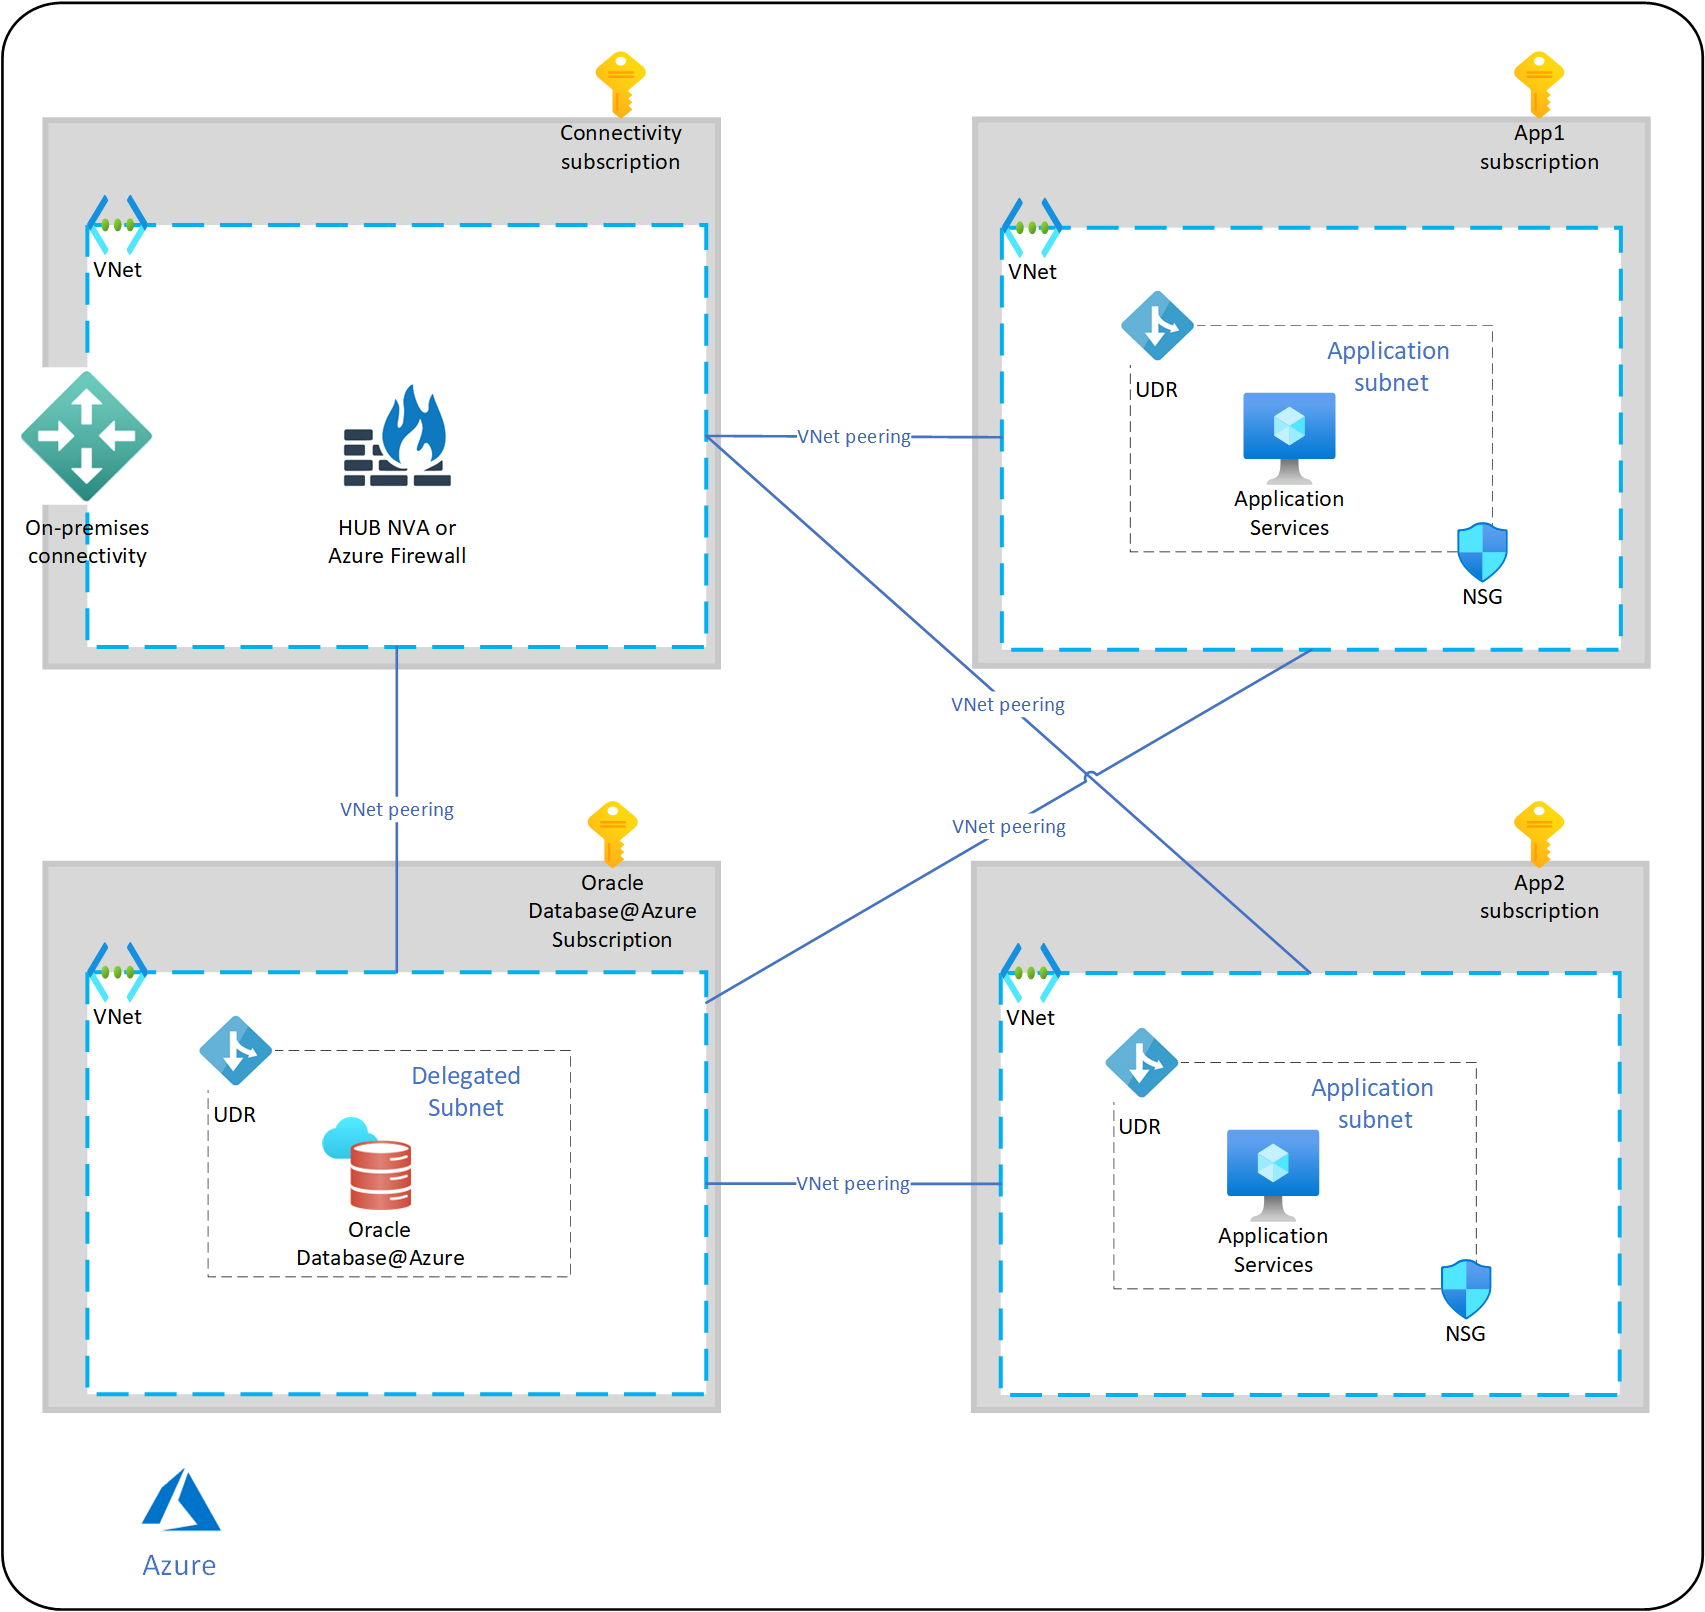 Connectivity
subscription
VNet
On-premises
connectivity
HUB NVA or
Azure Firewall
App1
subscription
VNet
UDR
Application
subnet
Application
Services
NSG
VNet peering
VNet peering
VNet peering
VNet peering
Oracle
Database@Azure
Subscription
VNet
UDR
Delegated
Subnet
Oracle
Database@Azure
VNet peering
App2
subscription
VNet
UDR
Application
subnet
Application
Services
NSG
Azure